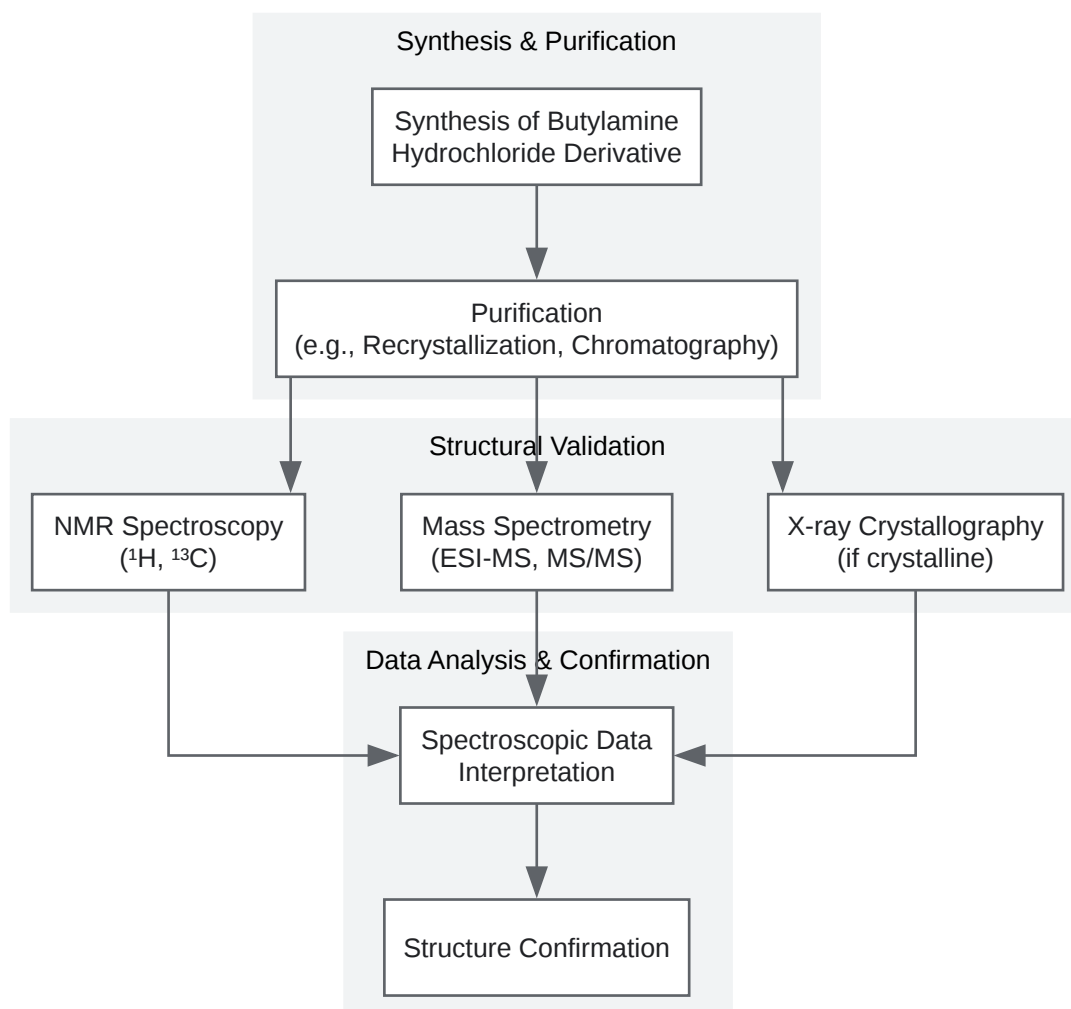 Synthesis & Purification
Synthesis of Butylamine
Hydrochloride Derivative
Purification
(e.g., Recrystallization, Chromatography)
Structural Validation
NMR Spectroscopy
(¹H, ¹³C)
Mass Spectrometry
(ESI-MS, MS/MS)
X-ray Crystallography
(if crystalline)
Data Analysis & Confirmation
Spectroscopic Data
Interpretation
Structure Confirmation